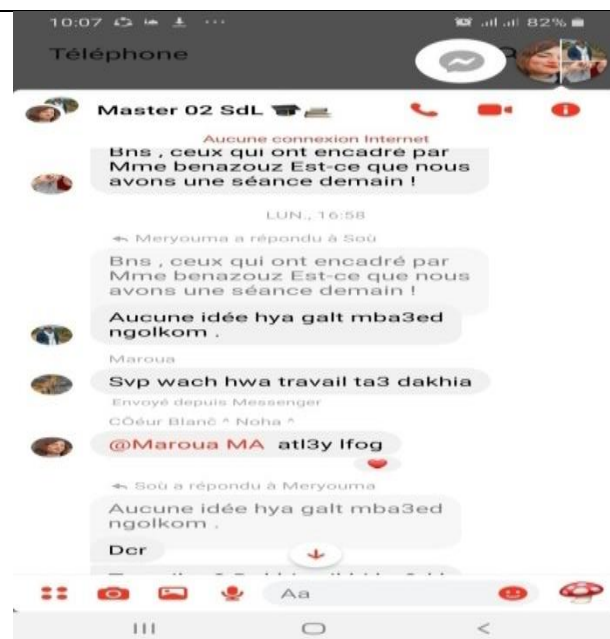 10:07 82%
Téléphone
Master 02 SdL
Aucune connexion Internet
Bns , ceux qui ont encadré par
Mme benazouz Est-ce que nous
avons une séance demain !
LUN., 16:58
Meryouma a répondu à Soù
Bns , ceux qui ont encadré par
Mme benazouz Est-ce que nous
avons une séance demain !
Aucune idée hya galt mba3ed
ngolkom .
Maroua
Svp wach hwa travail ta3 dakhia
Envoyé depuis Messenger
CÔéur Blanč ^ Noha ^
@Maroua MA atl3y lfog
Soù a répondu à Meryouma
Aucune idée hya galt mba3ed
ngolkom .
Dcr
Aa